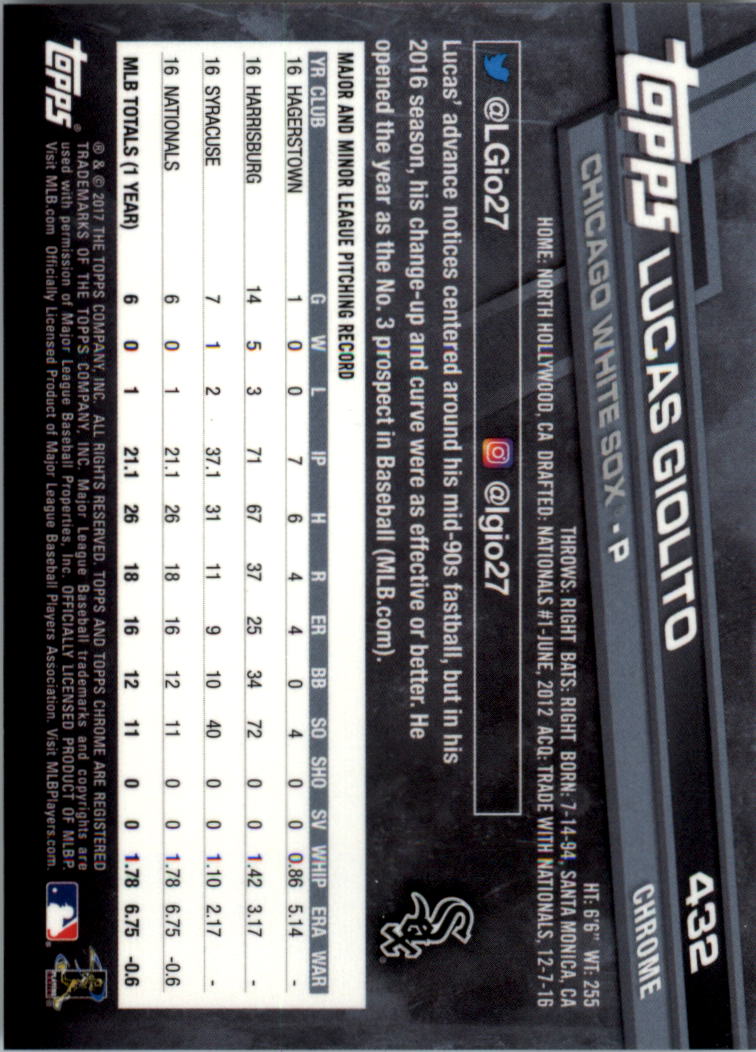 topps LUCAS GIOLITO 432
CHICAGO WHITE SOX® • P CHROME
HT: 6'6" WT: 255
THROWS: RIGHT BATS: RIGHT BORN: 7-14-94, SANTA MONICA, CA
HOME: NORTH HOLLYWOOD, CA DRAFTED: NATIONALS #1-JUNE, 2012 ACQ: TRADE WITH NATIONALS, 12-7-16
@LGio27 @lgio27
Lucas' advance notices centered around his mid-90s fastball, but in his
2016 season, his change-up and curve were as effective or better. He
opened the year as the No. 3 prospect in Baseball (MLB.com).
Sox
MAJOR AND MINOR LEAGUE PITCHING RECORD
YR CLUB G W L IP H R ER BB SO SHO SV WHIP ERA WAR
16 HAGERSTOWN 1 0 0 7 6 4 4 0 4 0 0 0.86 5.14 -
16 HARRISBURG 14 5 3 71 67 37 25 34 72 0 0 1.42 3.17 -
16 SYRACUSE 7 1 2 37.1 31 11 9 10 40 0 0 1.10 2.17 -
16 NATIONALS 6 0 1 21.1 26 18 16 12 11 0 0 1.78 6.75 -0.6
MLB TOTALS (1 YEAR) 6 0 1 21.1 26 18 16 12 11 0 0 1.78 6.75 -0.6
topps®
® & © 2017 THE TOPPS COMPANY, INC. ALL RIGHTS RESERVED. TOPPS AND TOPPS CHROME ARE REGISTERED
TRADEMARKS OF THE TOPPS COMPANY, INC. Major League Baseball trademarks and copyrights are
used with permission of Major League Baseball Properties, Inc. OFFICIALLY LICENSED PRODUCT OF MLBP.
Visit MLB.com Officially Licensed Product of Major League Baseball Players Association. Visit MLBPlayers.com.